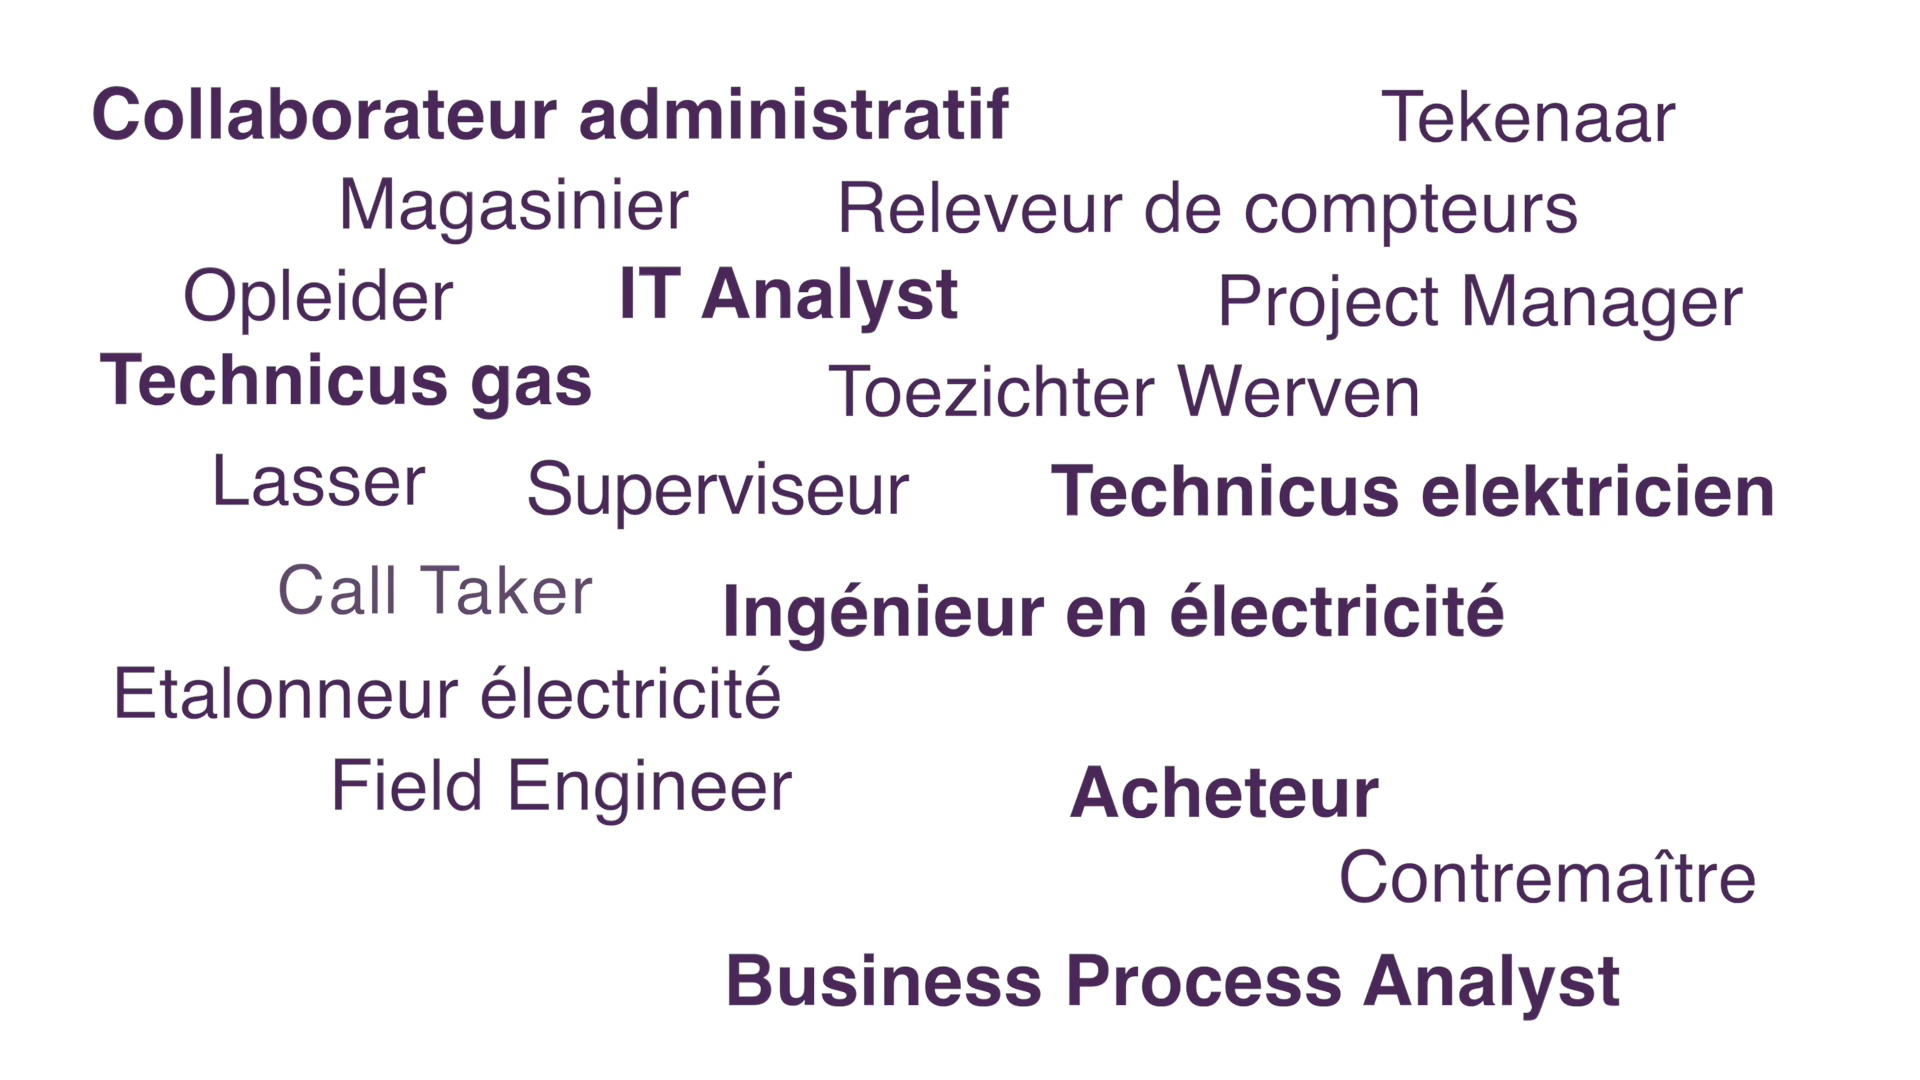 Collaborateur administratif
Tekenaar
Magasinier
Releveur de compteurs
Opleider
IT Analyst
Project Manager
Technicus gas
Toezichter Werven
Lasser
Superviseur
Technicus elektricien
Call Taker
Ingénieur en électricité
Etalonneur électricité
Field Engineer
Acheteur
Contremaître
Business Process Analyst